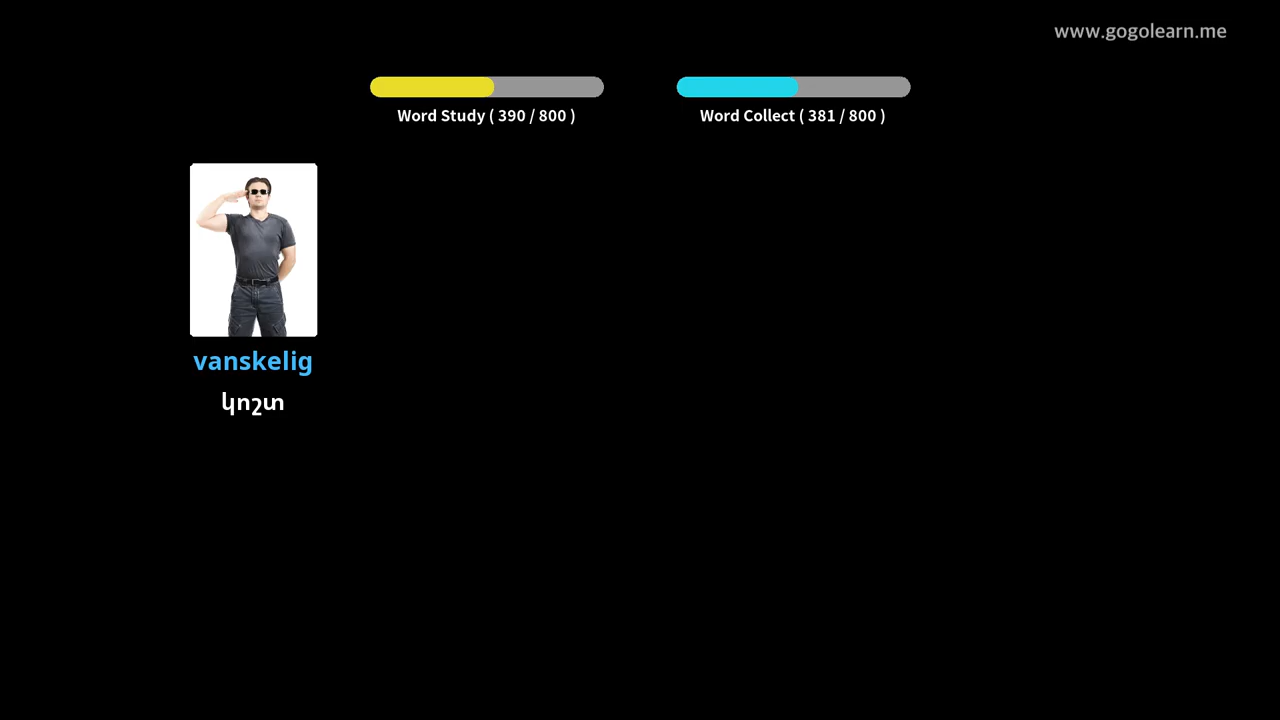 www.gogolearn.me
Word Study ( 390 / 800 )
Word Collect ( 381 / 800 )
vanskelig
կոշտ